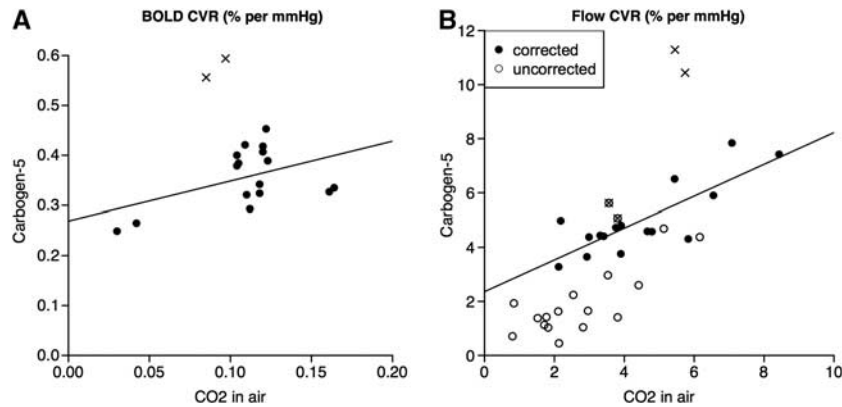 A
BOLD CVR (% per mmHg)
Carbogen-5
0.6
0.5
0.4
0.3
0.2
0.1
0.0
0.00 0.05 0.10 0.15 0.20
CO2 in air
B
Flow CVR (% per mmHg)
corrected
uncorrected
Carbogen-5
12
10
8
6
4
2
0
0 2 4 6 8 10
CO2 in air